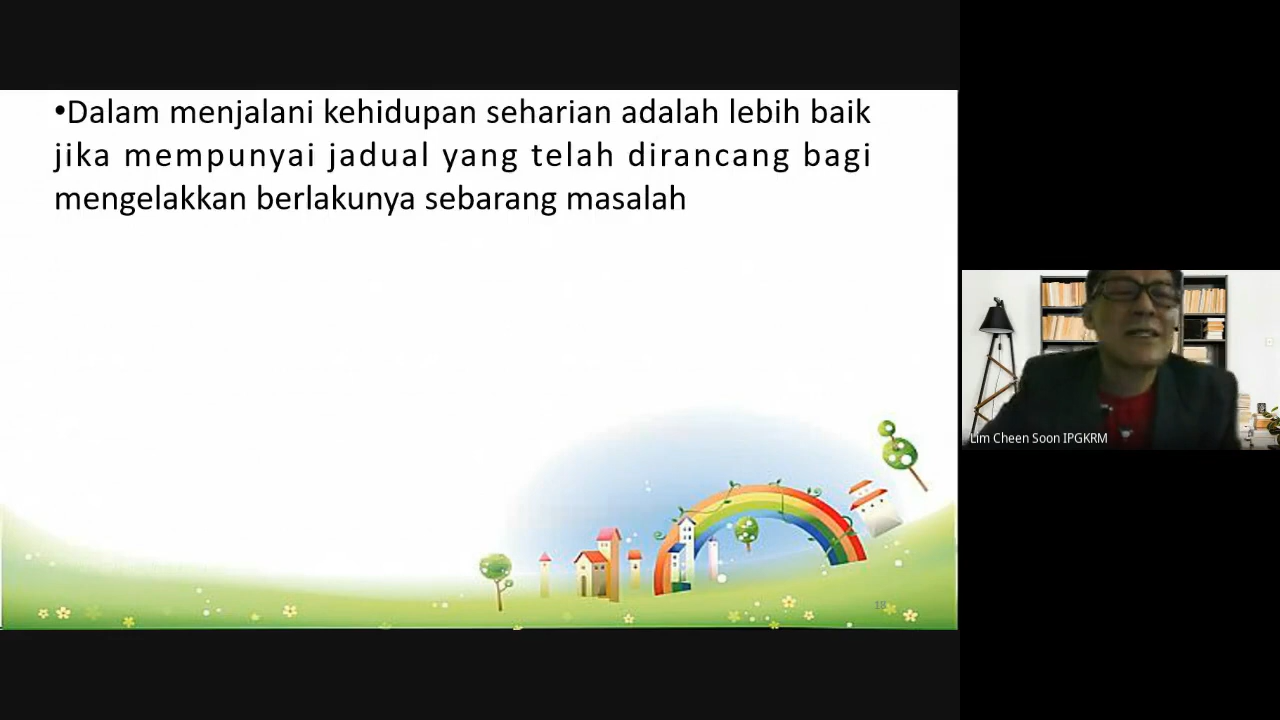 •Dalam menjalani kehidupan seharian adalah lebih baik
jika mempunyai jadual yang telah dirancang bagi
mengelakkan berlakunya sebarang masalah
18
Lim Cheen Soon IPGKRM